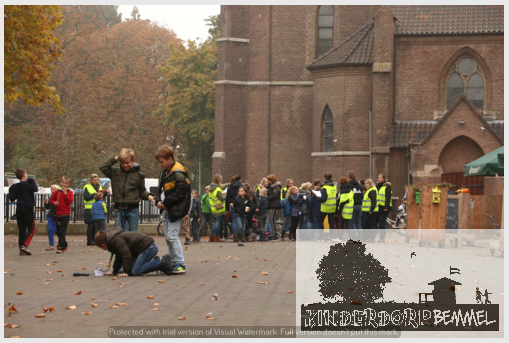 KINDERDORP BEMMEL
Protected with trial version of Visual Watermark. Full version doesn't put this mark.